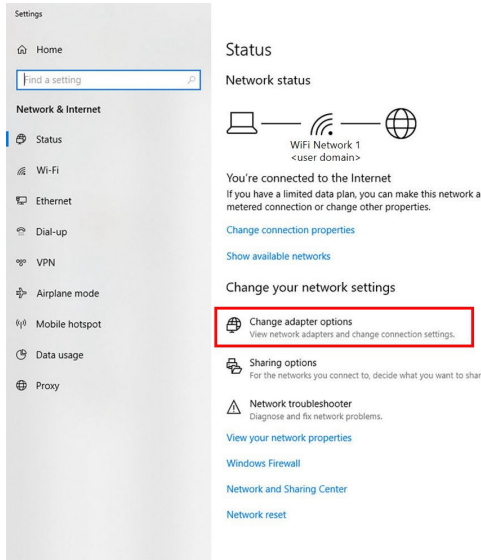 Settings
Home
Find a setting
Network & Internet
Status
Wi-Fi
Ethernet
Dial-up
VPN
Airplane mode
Mobile hotspot
Data usage
Proxy
Status
Network status
WiFi Network 1
<user domain>
You're connected to the Internet
If you have a limited data plan, you can make this network a
metered connection or change other properties.
Change connection properties
Show available networks
Change your network settings
Change adapter options
View network adapters and change connection settings.
Sharing options
For the networks you connect to, decide what you want to shar
Network troubleshooter
Diagnose and fix network problems.
View your network properties
Windows Firewall
Network and Sharing Center
Network reset